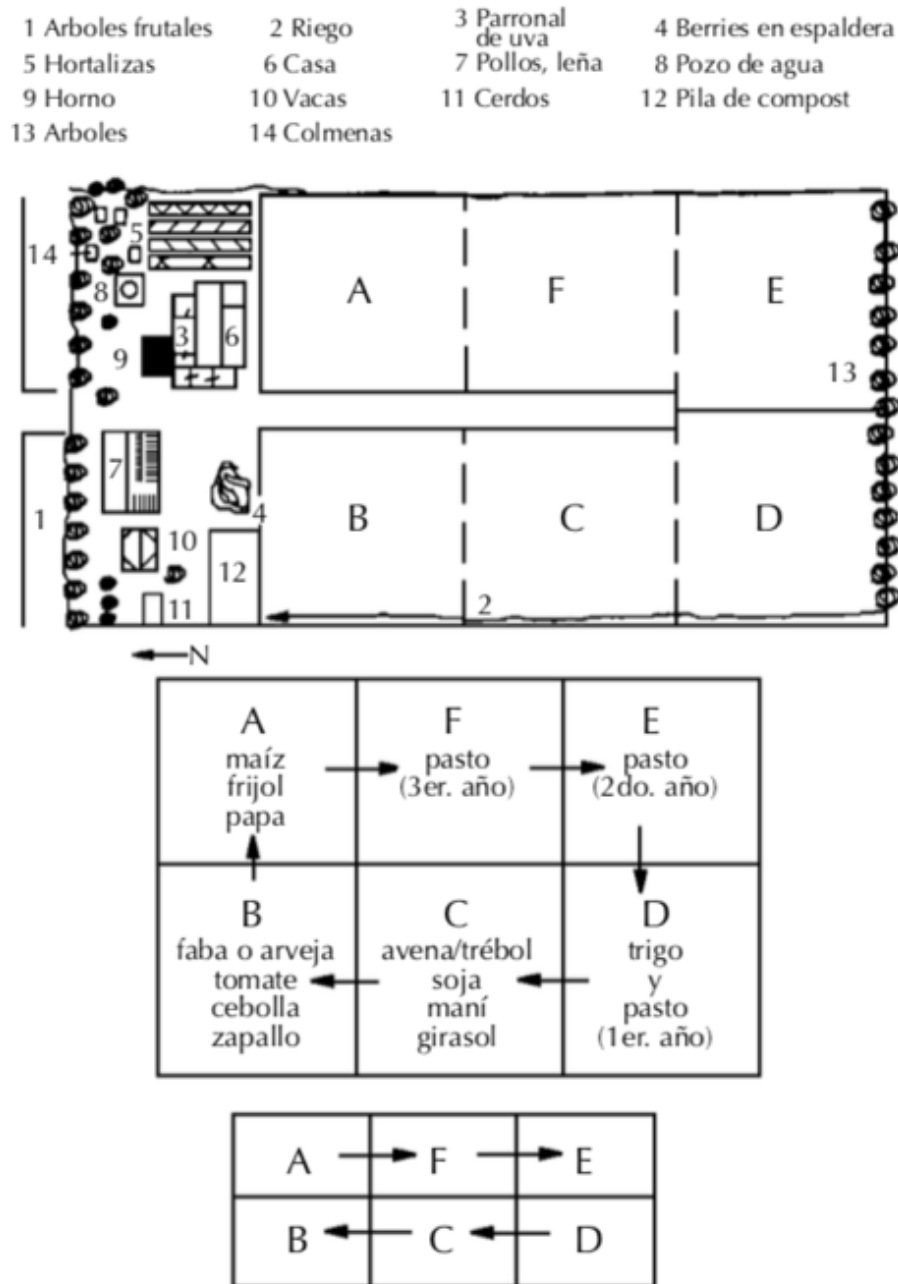 1 Arboles frutales 2 Riego 3 Parronal de uva 4 Berries en espaldera
5 Hortalizas 6 Casa 7 Pollos, leña 8 Pozo de agua
9 Horno 10 Vacas 11 Cerdos 12 Pila de compost
13 Arboles 14 Colmenas
14
5
8
3
6
9
A
F
E
13
1
7
10
4
12
11
B
C
D
2
N
A
maíz
frijol
papa
F
pasto
(3er. año)
E
pasto
(2do. año)
B
faba o arveja
tomate
cebolla
zapallo
C
avena/trébol
soja
maní
girasol
D
trigo
y
pasto
(1er. año)
A F E
B C D